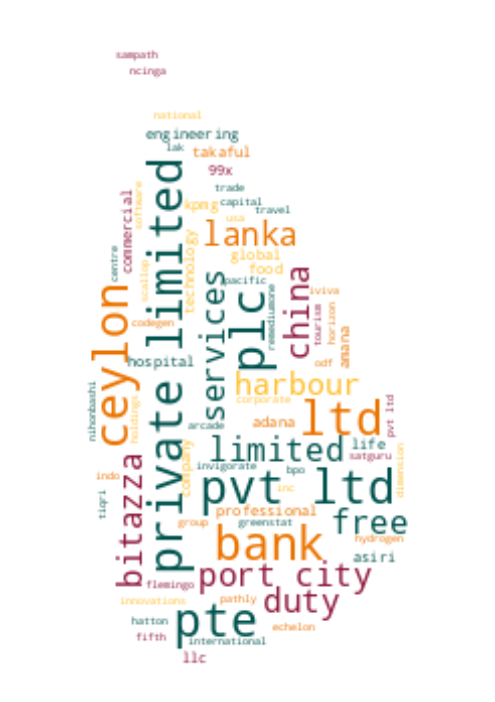 sampath
ncinga
national
engineering
lak
takaful
99x
trade
capital
kpmg
travel
usa
software
commercial
private limited
lanka
technology
centre
global
food
scallop
pacific
services
plc
china
ceylon
iviva
remediumone
tourism
horizon
codegen
amana
hospital
odf
harbour
nihonbashi
holdings
corporate
adana
ltd
pvt ltd
arcade
limited
life
satguru
company
invigorate
bpo
dimension
indo
bitazza
pvt ltd
inc
tiqri
professional
group
greenstat
free
bank
hydrogen
asiri
port city
flemingo
innovations
pathly
duty
pte
hatton
echelon
fifth
international
llc